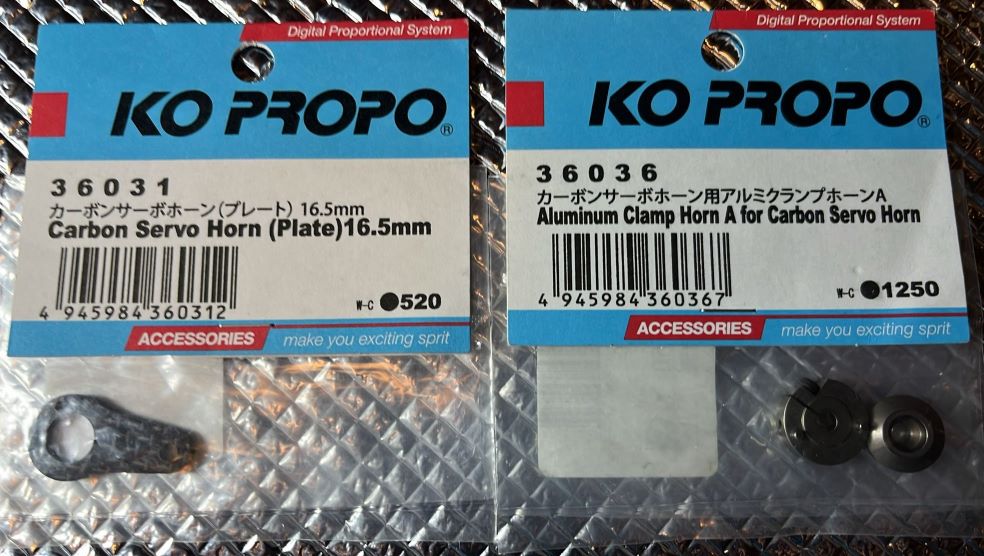 Digital Proportional System
KO PROPO®
36031
カーボンサーボホーン(プレート) 16.5mm
Carbon Servo Horn (Plate)16.5mm
4 945984 360312
W-C ●520
ACCESSORIES make you exciting sprit
Digital Proportional System
KO PROPO®
36036
カーボンサーボホーン用アルミクランプホーンA
Aluminum Clamp Horn A for Carbon Servo Horn
4 945984 360367
W-C ●1250
ACCESSORIES make you exciting sprit